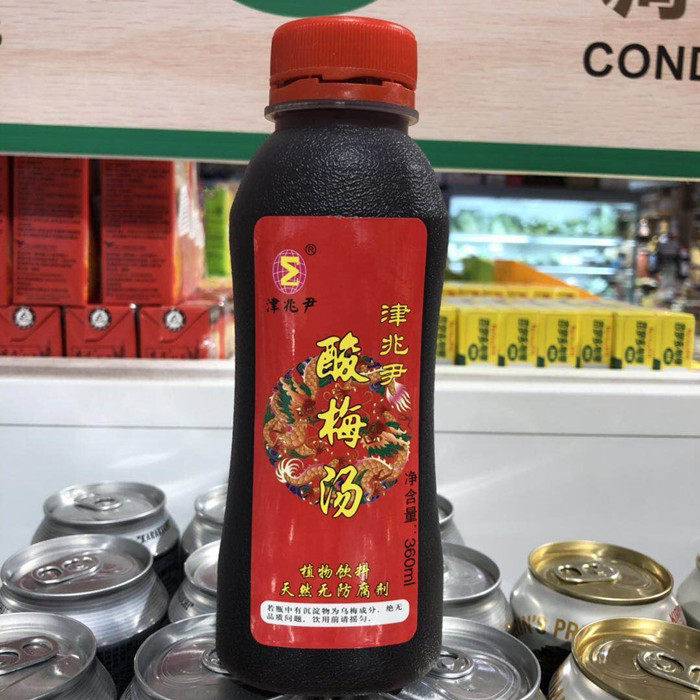 COND
®
津兆尹
津兆尹
酸梅汤
净含量:360ml
植物饮料
天然无防腐剂
若瓶中有沉淀物为乌梅成分,绝无
品质问题,饮用前请摇匀。